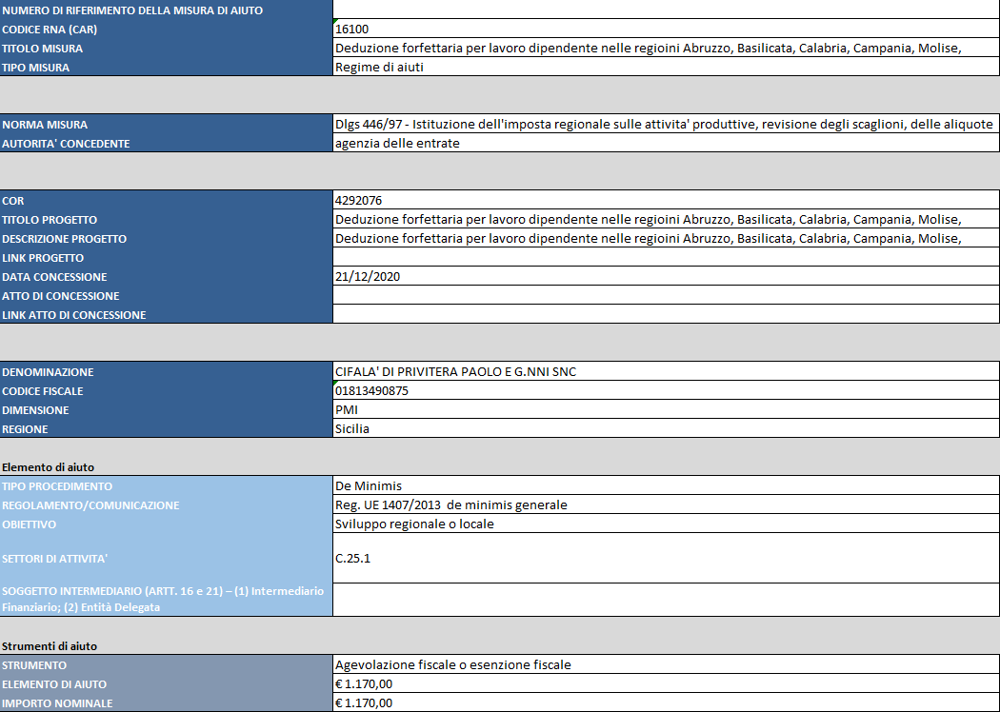 NUMERO DI RIFERIMENTO DELLA MISURA DI AIUTO
CODICE RNA (CAR) 16100
TITOLO MISURA Deduzione forfettaria per lavoro dipendente nelle regioini Abruzzo, Basilicata, Calabria, Campania, Molise,
TIPO MISURA Regime di aiuti
NORMA MISURA Dlgs 446/97 - Istituzione dell'imposta regionale sulle attivita' produttive, revisione degli scaglioni, delle aliquote
AUTORITA' CONCEDENTE agenzia delle entrate
COR 4292076
TITOLO PROGETTO Deduzione forfettaria per lavoro dipendente nelle regioini Abruzzo, Basilicata, Calabria, Campania, Molise,
DESCRIZIONE PROGETTO Deduzione forfettaria per lavoro dipendente nelle regioini Abruzzo, Basilicata, Calabria, Campania, Molise,
LINK PROGETTO
DATA CONCESSIONE 21/12/2020
ATTO DI CONCESSIONE
LINK ATTO DI CONCESSIONE
DENOMINAZIONE CIFALA' DI PRIVITERA PAOLO E G.NNI SNC
CODICE FISCALE 01813490875
DIMENSIONE PMI
REGIONE Sicilia
Elemento di aiuto
TIPO PROCEDIMENTO De Minimis
REGOLAMENTO/COMUNICAZIONE Reg. UE 1407/2013 de minimis generale
OBIETTIVO Sviluppo regionale o locale
SETTORI DI ATTIVITA' C.25.1
SOGGETTO INTERMEDIARIO (ARTT. 16 e 21) – (1) Intermediario
Finanziario; (2) Entità Delegata
Strumenti di aiuto
STRUMENTO Agevolazione fiscale o esenzione fiscale
ELEMENTO DI AIUTO € 1.170,00
IMPORTO NOMINALE € 1.170,00